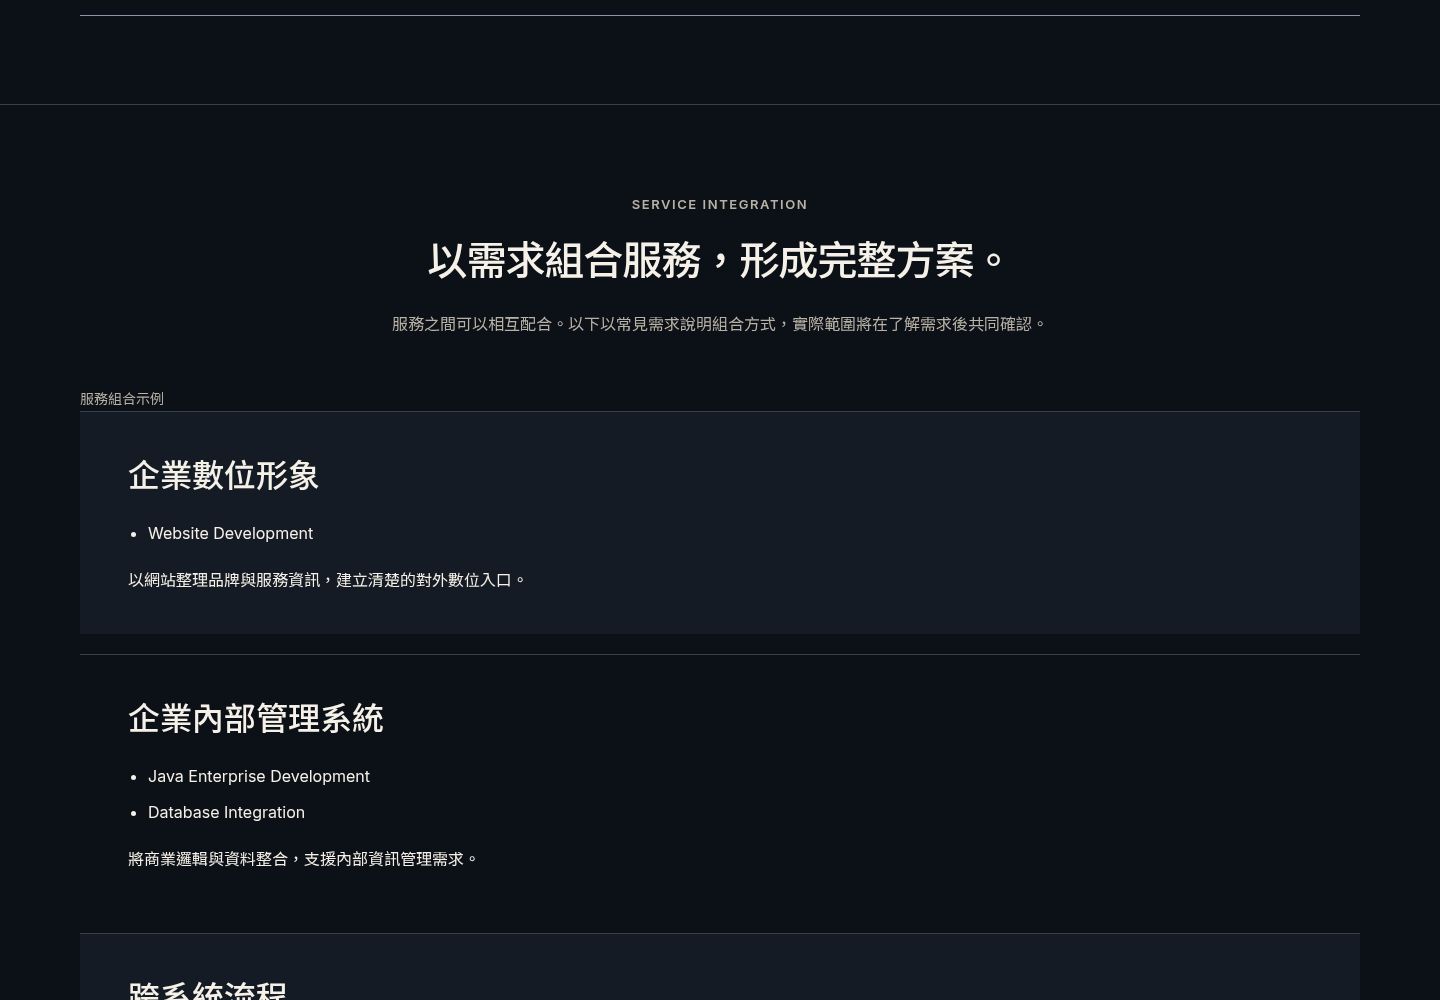 SERVICE INTEGRATION
以需求組合服務，形成完整方案。
服務之間可以相互配合。以下以常見需求說明組合方式，實際範圍將在了解需求後共同確認。
服務組合示例
企業數位形象
• Website Development
以網站整理品牌與服務資訊，建立清楚的對外數位入口。
企業內部管理系統
• Java Enterprise Development
• Database Integration
將商業邏輯與資料整合，支援內部資訊管理需求。
跨系統流程